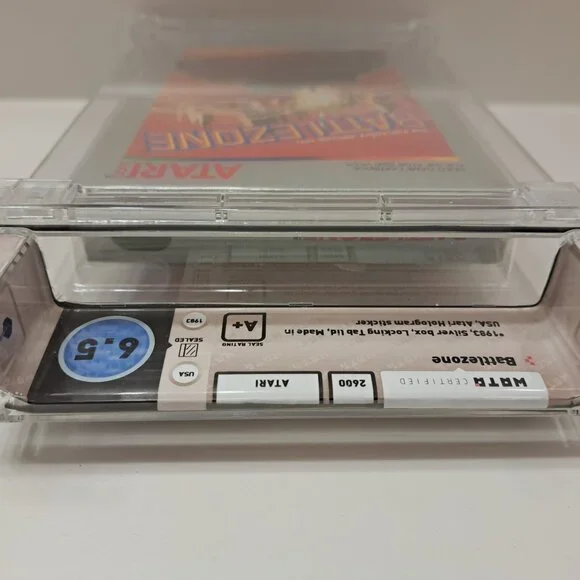 BATTLEZONE
ATARI
WATA CERTIFIED
2600
ATARI
USA
Battlezone
*1983, Silver box, Locking Tab lid, Made in
USA, Atari Hologram sticker
SEAL RATING
A+
SEALED
1983
6.5